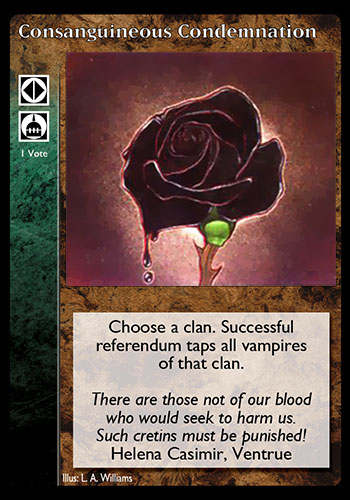 Consanguineous Condemnation
1 Vote
Choose a clan. Successful
referendum taps all vampires
of that clan.
There are those not of our blood
who would seek to harm us.
Such cretins must be punished!
Helena Casimir, Ventrue
Illus: L. A. Williams